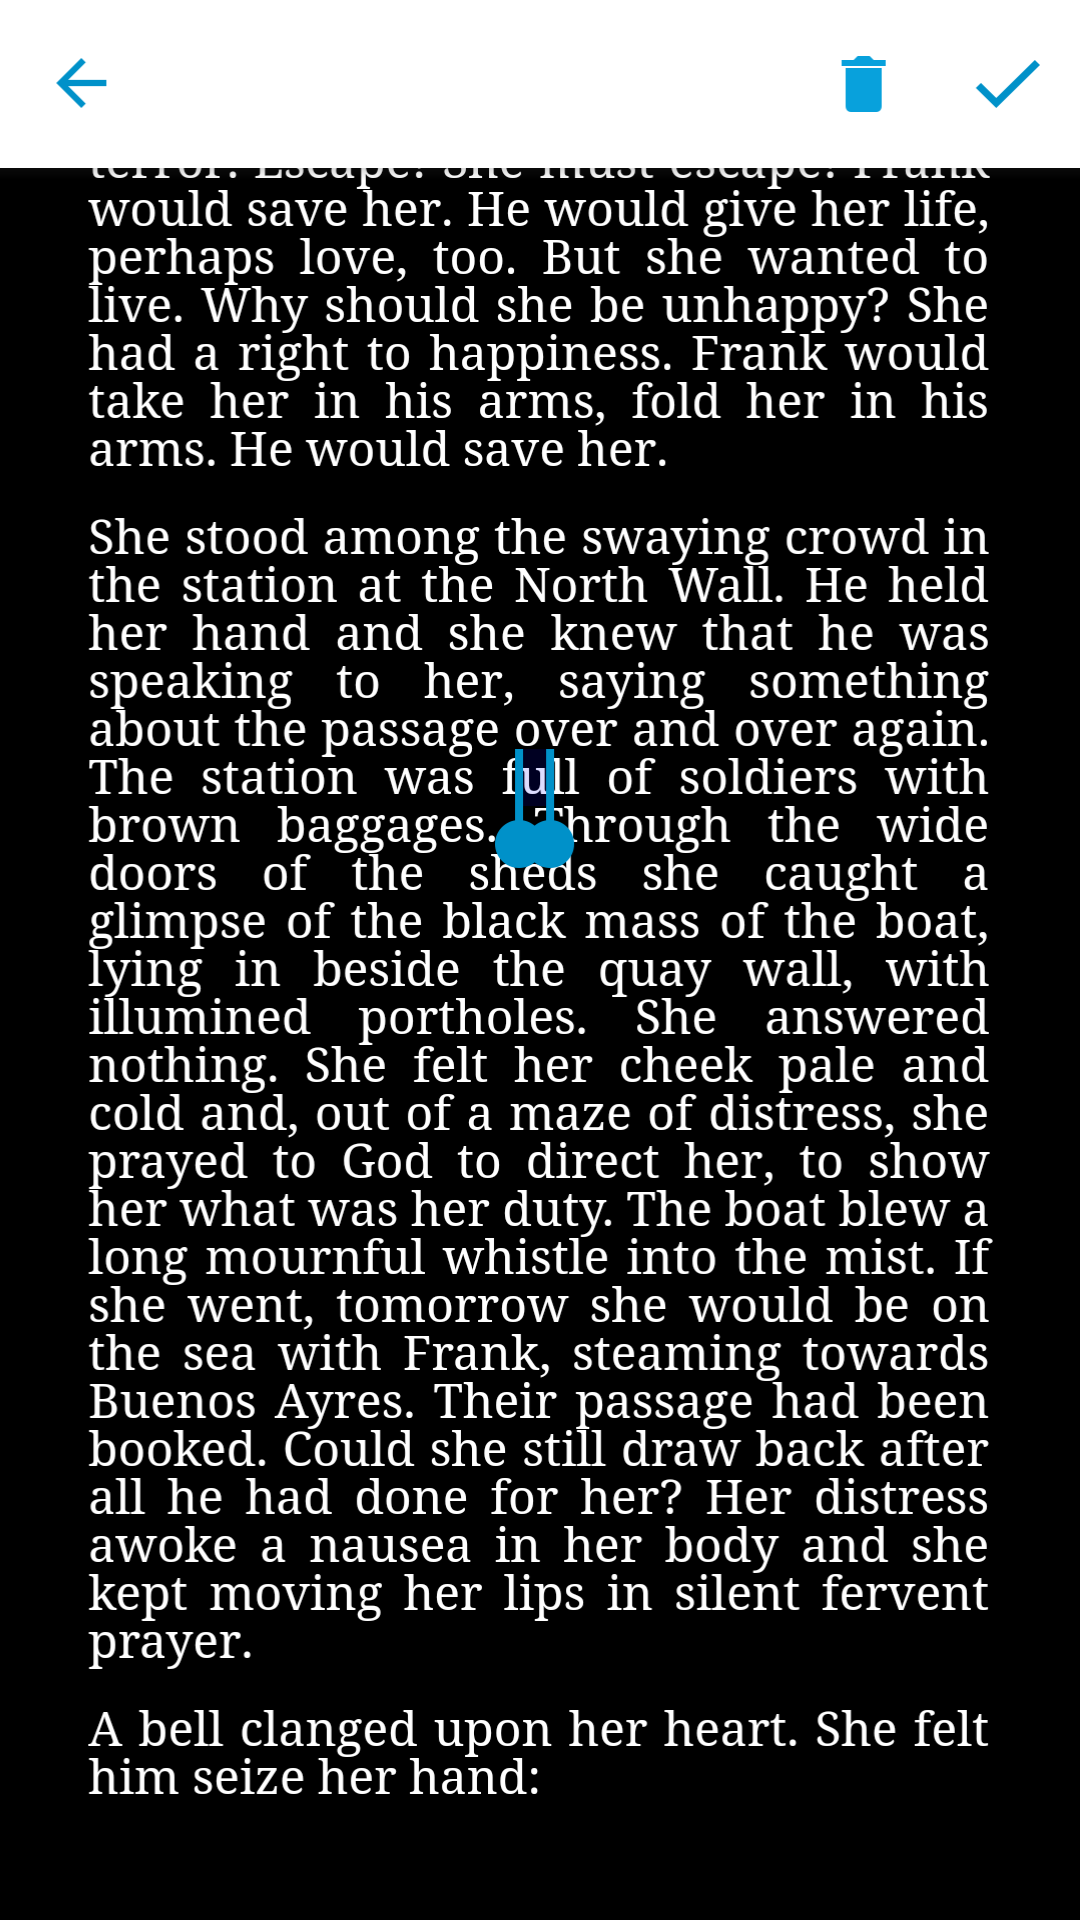 terror. Escape! She must escape! Frank
would save her. He would give her life,
perhaps love, too. But she wanted to
live. Why should she be unhappy? She
had a right to happiness. Frank would
take her in his arms, fold her in his
arms. He would save her.
She stood among the swaying crowd in
the station at the North Wall. He held
her hand and she knew that he was
speaking to her, saying something
about the passage over and over again.
The station was full of soldiers with
brown baggages. Through the wide
doors of the sheds she caught a
glimpse of the black mass of the boat,
lying in beside the quay wall, with
illumined portholes. She answered
nothing. She felt her cheek pale and
cold and, out of a maze of distress, she
prayed to God to direct her, to show
her what was her duty. The boat blew a
long mournful whistle into the mist. If
she went, tomorrow she would be on
the sea with Frank, steaming towards
Buenos Ayres. Their passage had been
booked. Could she still draw back after
all he had done for her? Her distress
awoke a nausea in her body and she
kept moving her lips in silent fervent
prayer.
A bell clanged upon her heart. She felt
him seize her hand: